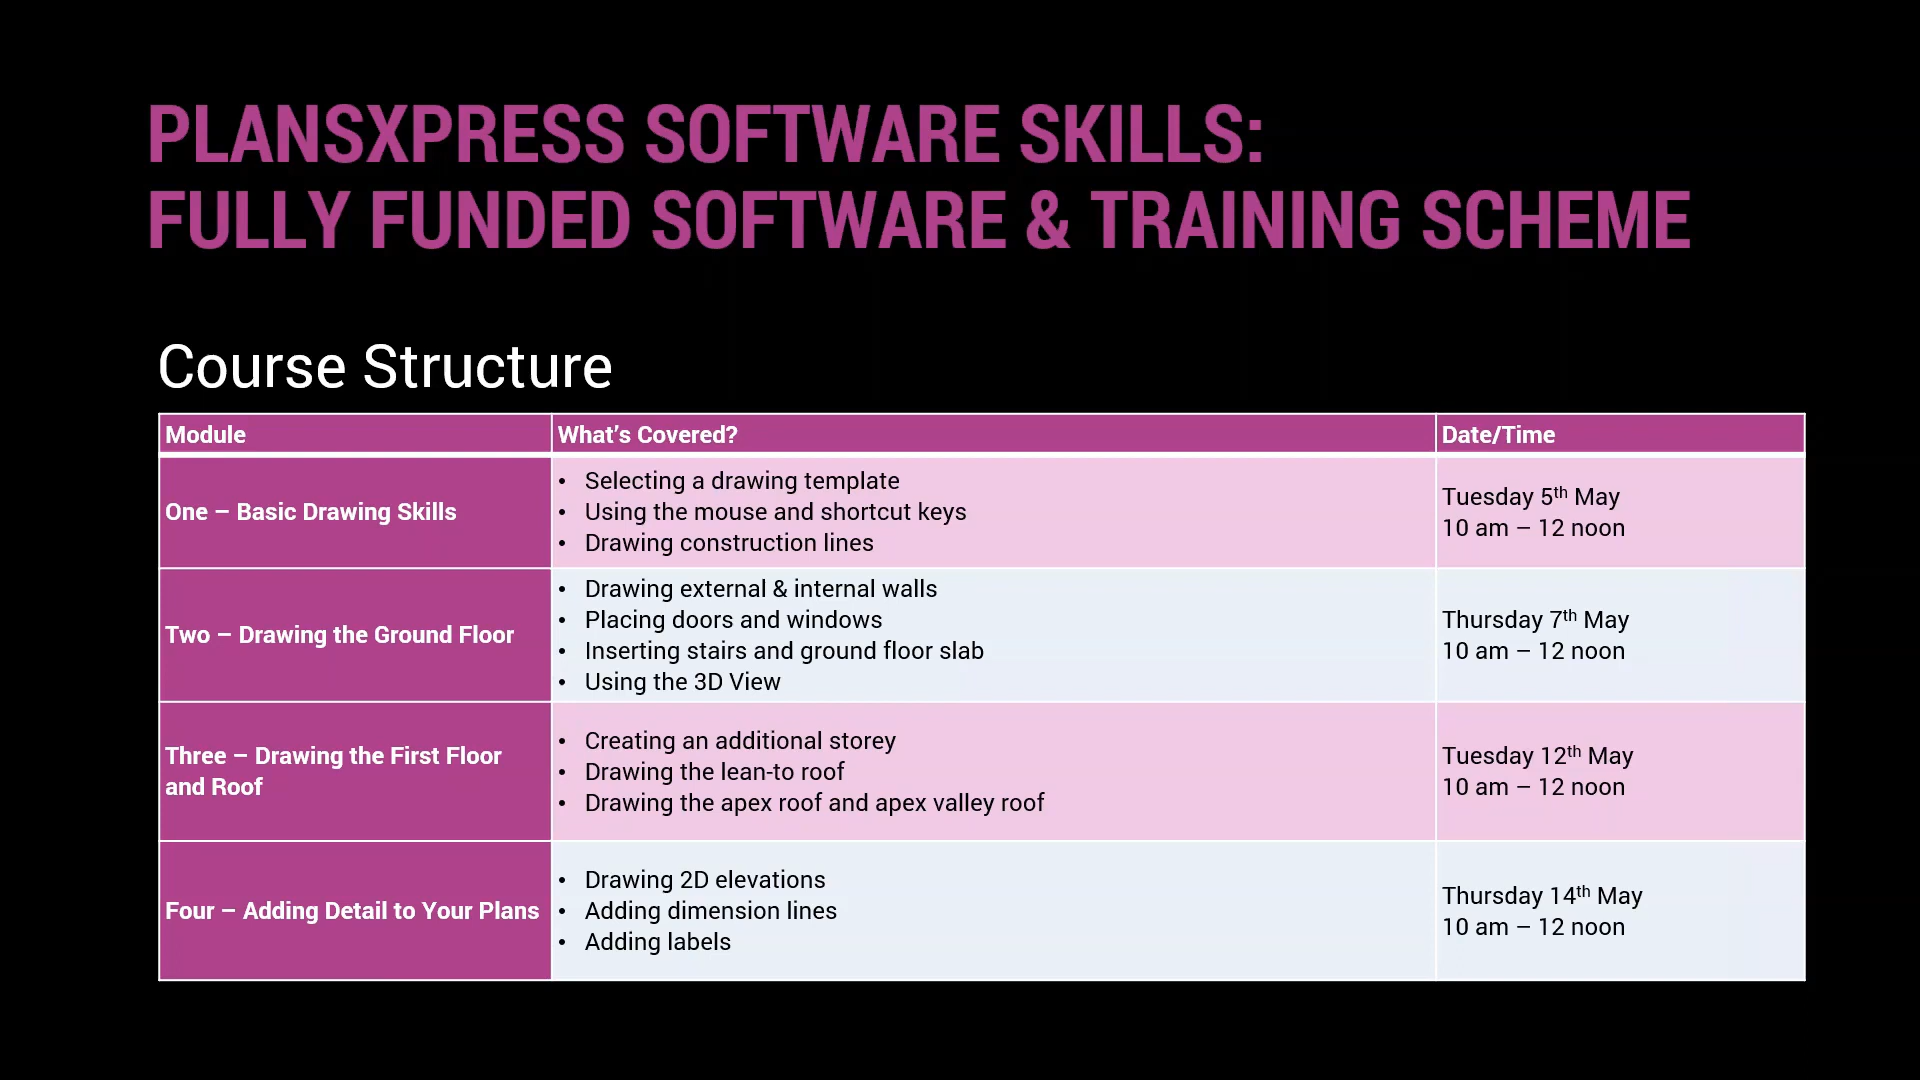 PLANSXPRESS SOFTWARE SKILLS:
FULLY FUNDED SOFTWARE & TRAINING SCHEME
Course Structure
Module What's Covered? Date/Time
One – Basic Drawing Skills
• Selecting a drawing template
• Using the mouse and shortcut keys
• Drawing construction lines
Tuesday 5th May
10 am – 12 noon
Two – Drawing the Ground Floor
• Drawing external & internal walls
• Placing doors and windows
• Inserting stairs and ground floor slab
• Using the 3D View
Thursday 7th May
10 am – 12 noon
Three – Drawing the First Floor
and Roof
• Creating an additional storey
• Drawing the lean-to roof
• Drawing the apex roof and apex valley roof
Tuesday 12th May
10 am – 12 noon
Four – Adding Detail to Your Plans
• Drawing 2D elevations
• Adding dimension lines
• Adding labels
Thursday 14th May
10 am – 12 noon